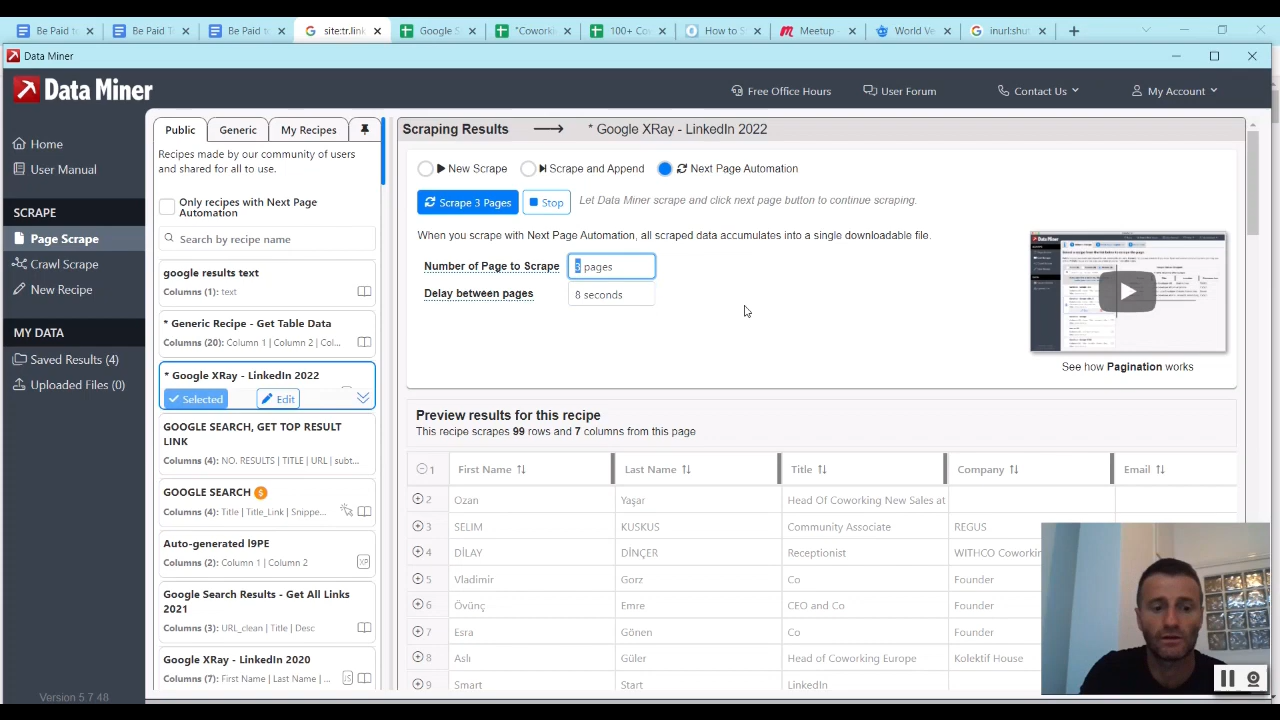 Be Paid t
Be Paid T
Be Paid t
site:tr.link
Google S
"Cowork
100+ Co
How to S
Meetup -
World Ve
inurl:shu
Data Miner
Data Miner
Free Office Hours
User Forum
Contact Us
My Account
Home
User Manual
SCRAPE
Page Scrape
Crawl Scrape
New Recipe
MY DATA
Saved Results (4)
Uploaded Files (0)
Version 5.7.48
Public
Generic
My Recipes
Recipes made by our community of users
and shared for all to use.
Only recipes with Next Page
Automation
Search by recipe name
google results text
Columns (1): text
* Generic Recipe - Get Table Data
Columns (20): Column 1 | Column 2 | Col...
* Google XRay - LinkedIn 2022
Selected
Edit
GOOGLE SEARCH, GET TOP RESULT
LINK
Columns (4): NO. RESULTS | TITLE | URL | subt...
GOOGLE SEARCH $
Columns (4): Title | Title_Link | Snippe...
Auto-generated l9PE
Columns (2): Column 1 | Column 2
XP
Google Search Results - Get All Links
2021
Columns (3): URL_clean | Title | Desc
Google XRay - LinkedIn 2020
Columns (7): First Name | Last Name | ...
JS
Scraping Results
* Google XRay - LinkedIn 2022
New Scrape
Scrape and Append
Next Page Automation
Scrape 3 Pages
Stop
Let Data Miner scrape and click next page button to continue scraping.
When you scrape with Next Page Automation, all scraped data accumulates into a single downloadable file.
Number of Page to Scrape
3 pages
Delay between pages
8 seconds
See how Pagination works
Preview results for this recipe
This recipe scrapes 99 rows and 7 columns from this page
1 First Name Last Name Title Company Email
2 Ozan Yaşar Head Of Coworking New Sales at
3 SELIM KUSKUS Community Associate REGUS
4 DİLAY DİNÇER Receptionist WITHCO Coworkin
5 Vladimir Gorz Co Founder
6 Övünç Emre CEO and Co Founder
7 Esra Gönen Co Founder
8 Aslı Güler Head of Coworking Europe Kolektif House
9 Smart Start LinkedIn